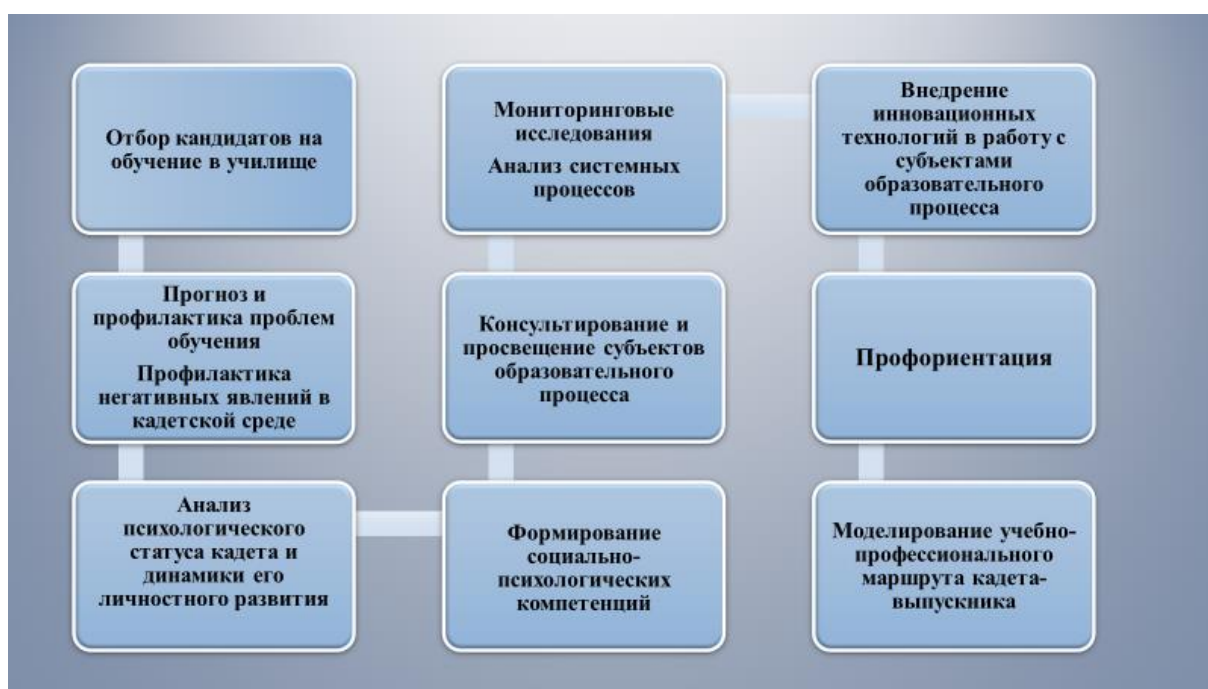 Отбор кандидатов на
обучение в училище
Прогноз и
профилактика проблем
обучения
Профилактика
негативных явлений в
кадетской среде
Анализ
психологического
статуса кадета и
динамики его
личностного развития
Формирование
социально-
психологических
компетенций
Консультирование и
просвещение субъектов
образовательного
процесса
Мониторинговые
исследования
Анализ системных
процессов
Внедрение
инновационных
технологий в работу с
субъектами
образовательного
процесса
Профориентация
Моделирование учебно-
профессионального
маршрута кадета-
выпускника